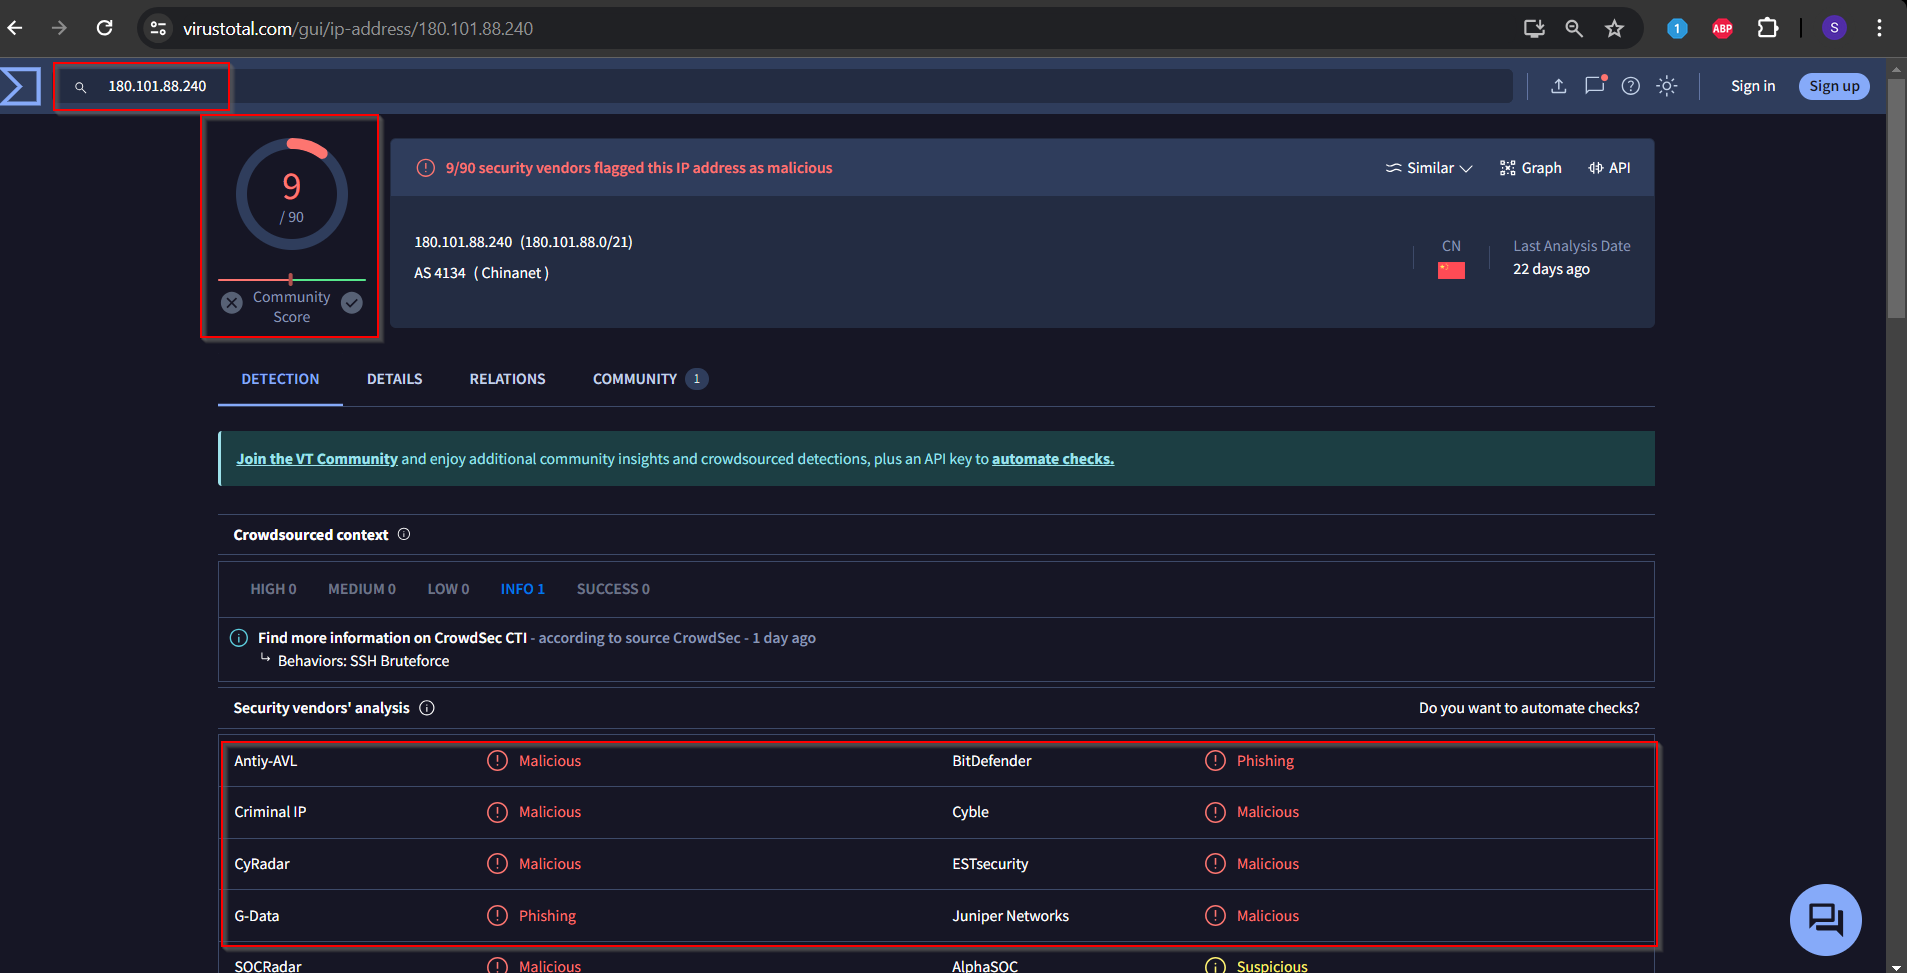 virustotal.com/gui/ip-address/180.101.88.240
1
ABP
S
180.101.88.240
Sign in
Sign up
9
/ 90
Community
Score
9/90 security vendors flagged this IP address as malicious
Similar
Graph
API
180.101.88.240 (180.101.88.0/21)
AS 4134 ( Chinanet )
CN
Last Analysis Date
22 days ago
DETECTION
DETAILS
RELATIONS
COMMUNITY 1
Join the VT Community and enjoy additional community insights and crowdsourced detections, plus an API key to automate checks.
Crowdsourced context
HIGH 0
MEDIUM 0
LOW 0
INFO 1
SUCCESS 0
Find more information on CrowdSec CTI - according to source CrowdSec - 1 day ago
Behaviors: SSH Bruteforce
Security vendors' analysis
Do you want to automate checks?
Antiy-AVL Malicious BitDefender Phishing
Criminal IP Malicious Cyble Malicious
CyRadar Malicious ESTsecurity Malicious
G-Data Phishing Juniper Networks Malicious
SOCRadar Malicious AlphaSOC Suspicious